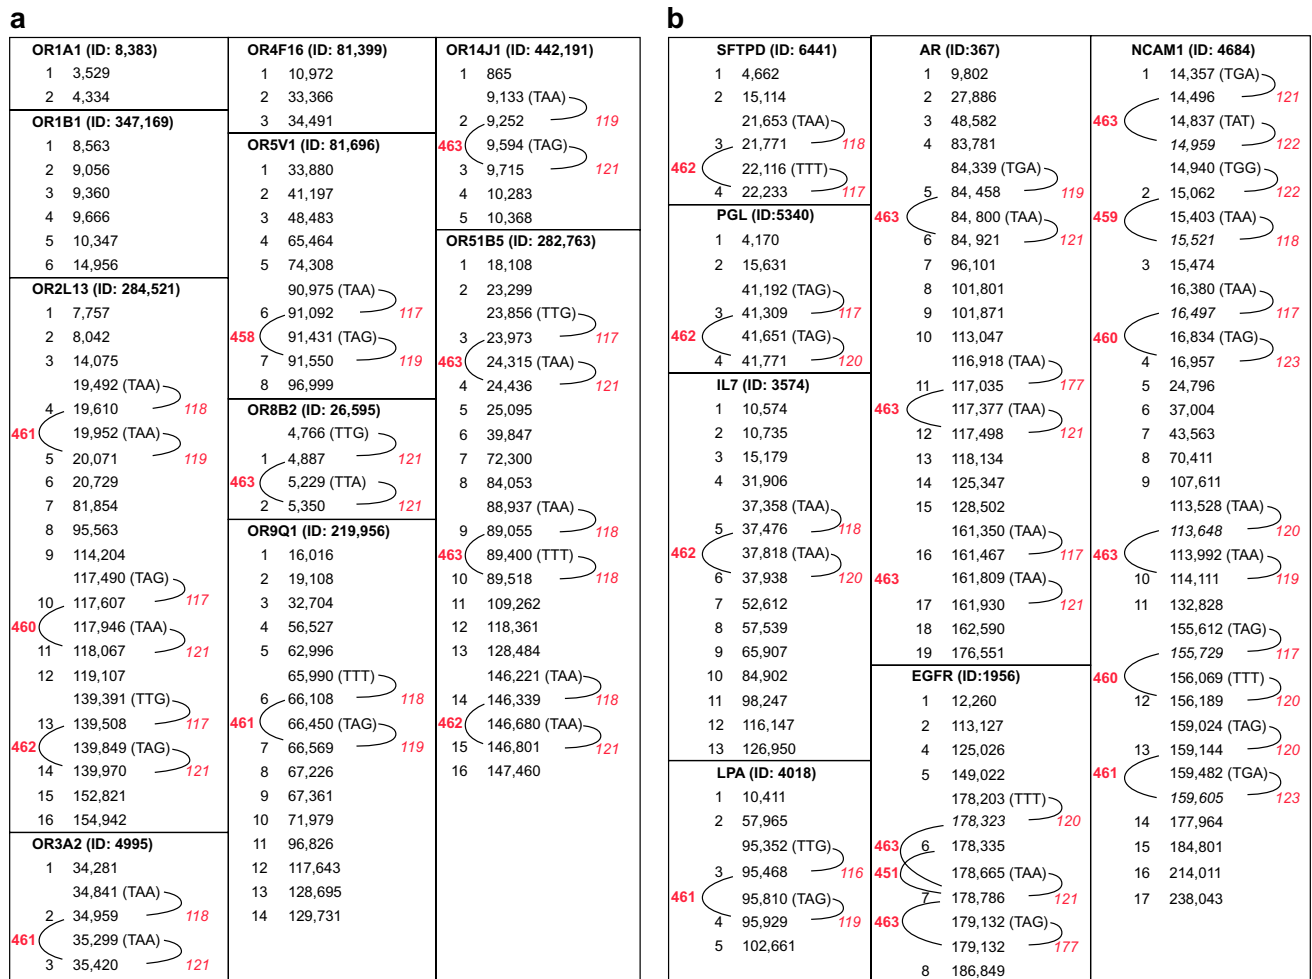 a
OR1A1 (ID: 8,383)
1 3,529
2 4,334
OR1B1 (ID: 347,169)
1 8,563
2 9,056
3 9,360
4 9,666
5 10,347
6 14,956
OR2L13 (ID: 284,521)
1 7,757
2 8,042
3 14,075
19,492 (TAA)
4 19,610 118
461 19,952 (TAA)
5 20,071 119
6 20,729
7 81,854
8 95,563
9 114,204
117,490 (TAG)
10 117,607 117
460 117,946 (TAA)
11 118,067 121
12 119,107
139,391 (TTG)
13 139,508 117
462 139,849 (TAG)
14 139,970 121
15 152,821
16 154,942
OR3A2 (ID: 4995)
1 34,281
34,841 (TAA)
2 34,959 118
461 35,299 (TAA)
3 35,420 121
OR4F16 (ID: 81,399)
1 10,972
2 33,366
3 34,491
OR5V1 (ID: 81,696)
1 33,880
2 41,197
3 48,483
4 65,464
5 74,308
90,975 (TAA)
6 91,092 117
458 91,431 (TAG)
7 91,550 119
8 96,999
OR8B2 (ID: 26,595)
4,766 (TTG)
1 4,887 121
463 5,229 (TTA)
2 5,350 121
OR9Q1 (ID: 219,956)
1 16,016
2 19,108
3 32,704
4 56,527
5 62,996
65,990 (TTT)
6 66,108 118
461 66,450 (TAG)
7 66,569 119
8 67,226
9 67,361
10 71,979
11 96,826
12 117,643
13 128,695
14 129,731
OR14J1 (ID: 442,191)
1 865
9,133 (TAA)
2 9,252 119
463 9,594 (TAG)
3 9,715 121
4 10,283
5 10,368
OR51B5 (ID: 282,763)
1 18,108
2 23,299
23,856 (TTG)
3 23,973 117
463 24,315 (TAA)
4 24,436 121
5 25,095
6 39,847
7 72,300
8 84,053
88,937 (TAA)
9 89,055 118
463 89,400 (TTT)
10 89,518 118
11 109,262
12 118,361
13 128,484
146,221 (TAA)
14 146,339 118
462 146,680 (TAA)
15 146,801 121
16 147,460
b
SFTPD (ID: 6441)
1 4,662
2 15,114
21,653 (TAA)
3 21,771 118
462 22,116 (TTT)
4 22,233 117
PGL (ID:5340)
1 4,170
2 15,631
41,192 (TAG)
3 41,309 117
462 41,651 (TAG)
4 41,771 120
IL7 (ID: 3574)
1 10,574
2 10,735
3 15,179
4 31,906
37,358 (TAA)
5 37,476 118
462 37,818 (TAA)
6 37,938 120
7 52,612
8 57,539
9 65,907
10 84,902
11 98,247
12 116,147
13 126,950
LPA (ID: 4018)
1 10,411
2 57,965
95,352 (TTG)
3 95,468 116
461 95,810 (TAG)
4 95,929 119
5 102,661
AR (ID:367)
1 9,802
2 27,886
3 48,582
4 83,781
84,339 (TGA)
5 84,458 119
463 84, 800 (TAA)
6 84, 921 121
7 96,101
8 101,801
9 101,871
10 113,047
116,918 (TAA)
11 117,035 177
463 117,377 (TAA)
12 117,498 121
13 118,134
14 125,347
15 128,502
161,350 (TAA)
16 161,467 117
463 161,809 (TAA)
17 161,930 121
18 162,590
19 176,551
EGFR (ID:1956)
1 12,260
2 113,127
4 125,026
5 149,022
178,203 (TTT)
178,323 120
463 6 178,335
451 178,665 (TAA)
7 178,786 121
463 179,132 (TAG)
179,132 177
8 186,849
NCAM1 (ID: 4684)
1 14,357 (TGA)
14,496 121
463 14,837 (TAT)
14,959 122
14,940 (TGG)
2 15,062 122
459 15,403 (TAA)
15,521 118
3 15,474
16,380 (TAA)
16,497 117
460 16,834 (TAG)
4 16,957 123
5 24,796
6 37,004
7 43,563
8 70,411
9 107,611
113,528 (TAA)
113,648 120
463 113,992 (TAA)
10 114,111 119
11 132,828
155,612 (TAG)
155,729 117
460 156,069 (TTT)
12 156,189 120
159,024 (TAG)
13 159,144 120
461 159,482 (TGA)
159,605 123
14 177,964
15 184,801
16 214,011
17 238,043